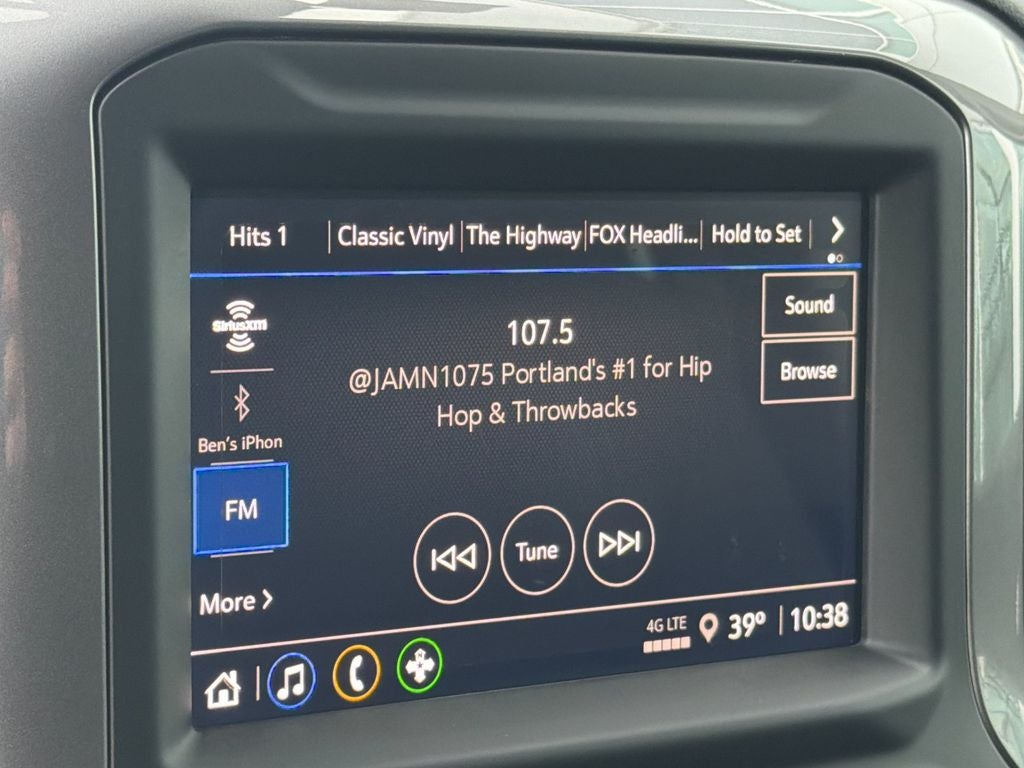 Hits 1 Classic Vinyl The Highway FOX Headli... Hold to Set
SiriusXM
Sound
107.5
@JAMN1075 Portland's #1 for Hip
Hop & Throwbacks
Browse
Ben's iPhon
FM
Tune
More
4G LTE 39° 10:38